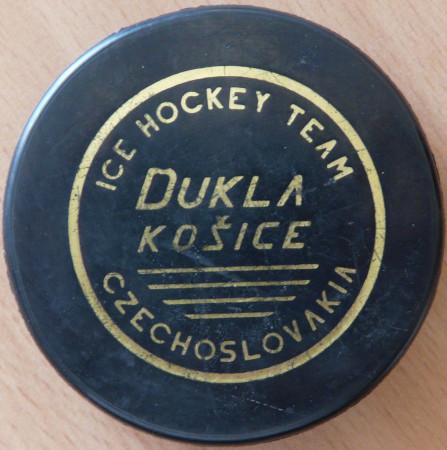 ICE HOCKEY TEAM
DUKLA
KOŠICE
CZECHOSLOVAKIA